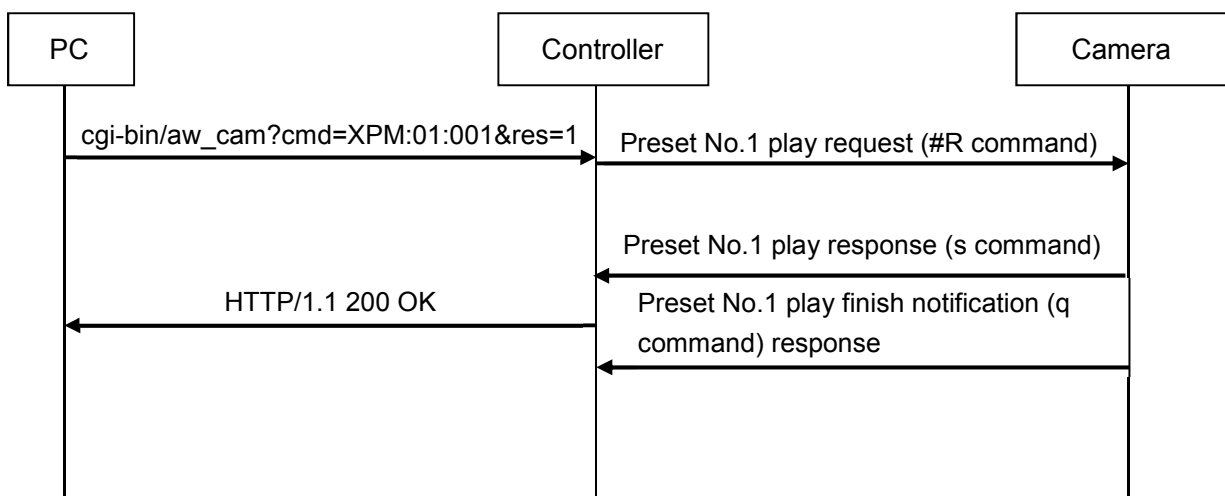 PC
Controller
Camera
cgi-bin/aw_cam?cmd=XPM:01:001&res=1
Preset No.1 play request (#R command)
Preset No.1 play response (s command)
HTTP/1.1 200 OK
Preset No.1 play finish notification (q
command) response